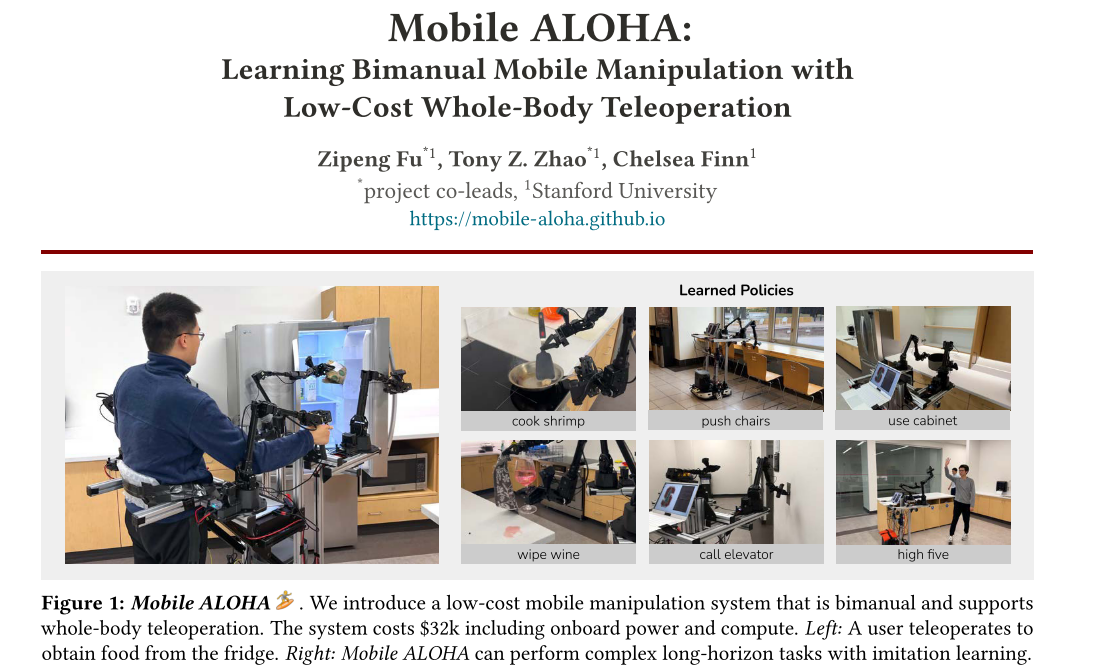 Mobile ALOHA:
Learning Bimanual Mobile Manipulation with
Low-Cost Whole-Body Teleoperation
Zipeng Fu*1, Tony Z. Zhao*1, Chelsea Finn1
*project co-leads, 1Stanford University
https://mobile-aloha.github.io
Learned Policies
cook shrimp
push chairs
use cabinet
wipe wine
call elevator
high five
Figure 1: Mobile ALOHA 🏄. We introduce a low-cost mobile manipulation system that is bimanual and supports
whole-body teleoperation. The system costs $32k including onboard power and compute. Left: A user teleoperates to
obtain food from the fridge. Right: Mobile ALOHA can perform complex long-horizon tasks with imitation learning.